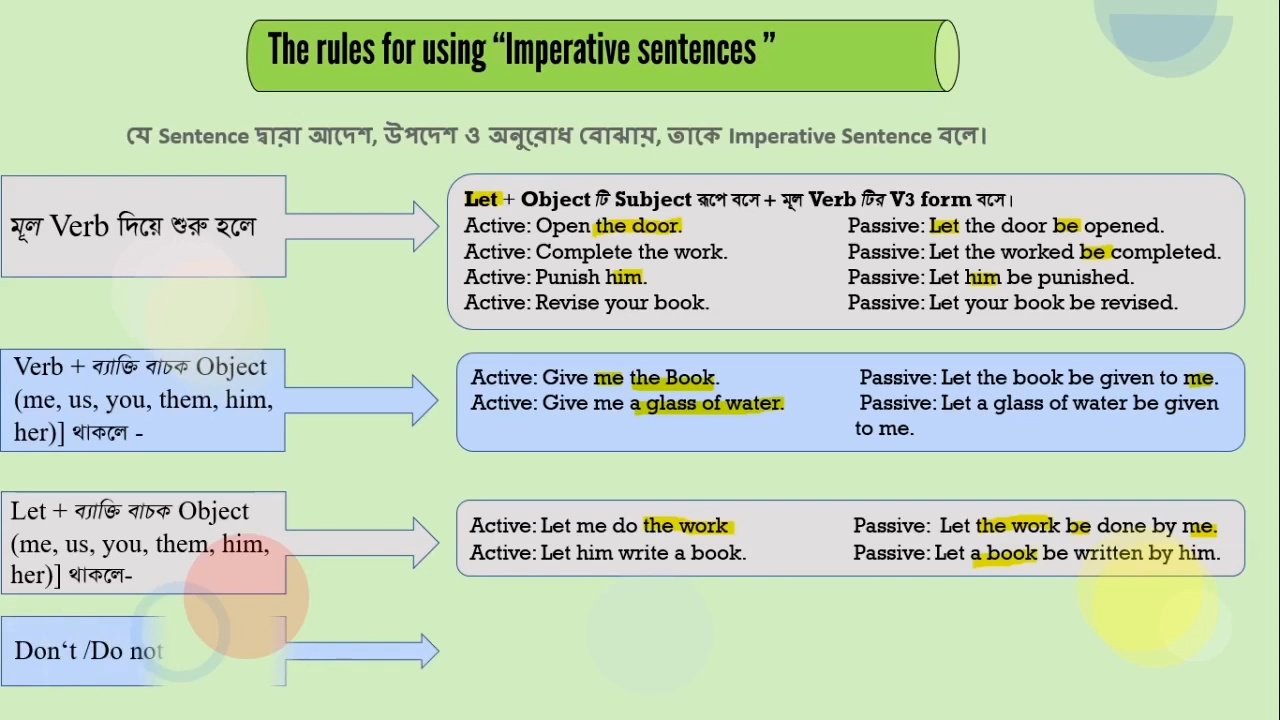 The rules for using “Imperative sentences ”
যে Sentence দ্বারা আদেশ, উপদেশ ও অনুরোধ বোঝায়, তাকে Imperative Sentence বলে।
মূল Verb দিয়ে শুরু হলে
Let + Object টি Subject রূপে বসে + মূল Verb টির V3 form বসে।
Active: Open the door. Passive: Let the door be opened.
Active: Complete the work. Passive: Let the worked be completed.
Active: Punish him. Passive: Let him be punished.
Active: Revise your book. Passive: Let your book be revised.
Verb + ব্যাক্তি বাচক Object
(me, us, you, them, him,
her)] থাকলে -
Active: Give me the Book. Passive: Let the book be given to me.
Active: Give me a glass of water. Passive: Let a glass of water be given
to me.
Let + ব্যাক্তি বাচক Object
(me, us, you, them, him,
her)] থাকলে-
Active: Let me do the work Passive: Let the work be done by me.
Active: Let him write a book. Passive: Let a book be written by him.
Don‘t /Do not